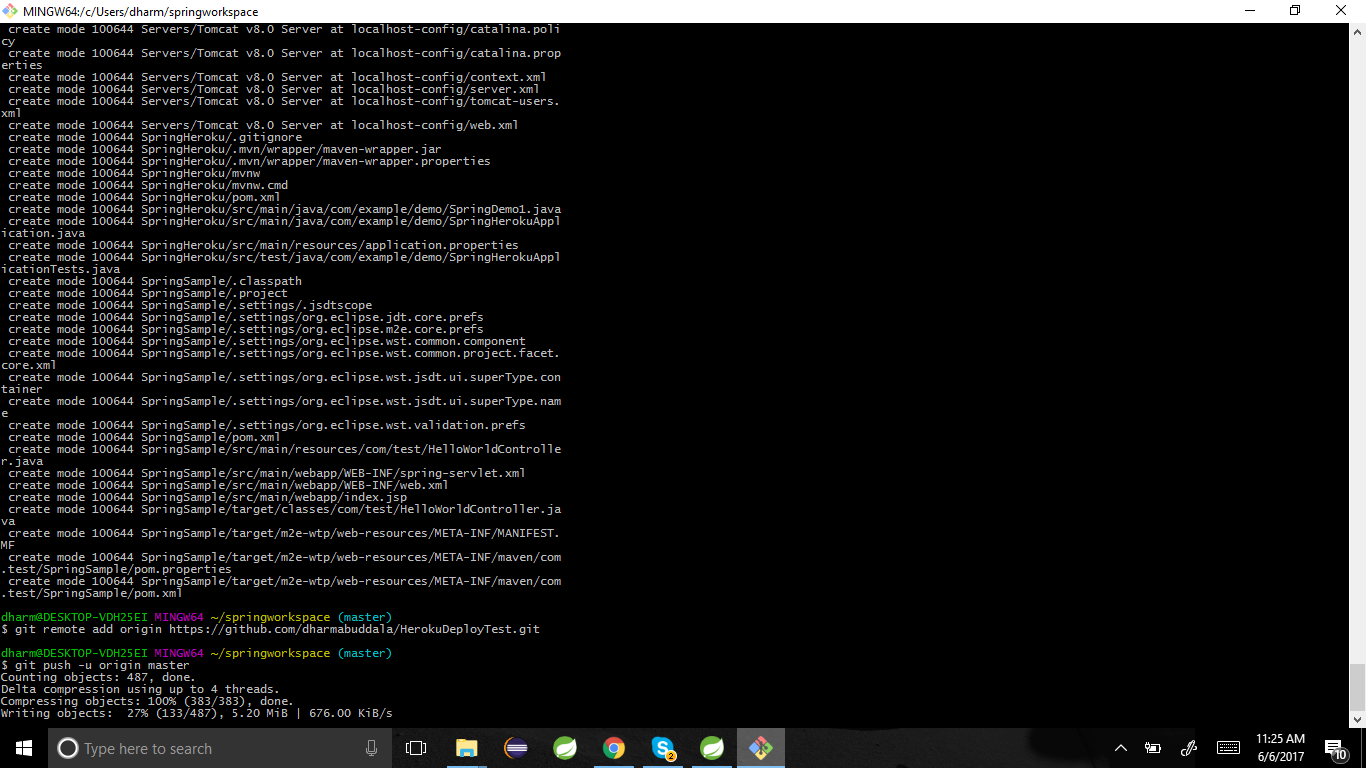 MINGW64:/c/Users/dharm/springworkspace
create mode 100644 Servers/Tomcat v8.0 Server at localhost-config/catalina.poli
cy
create mode 100644 Servers/Tomcat v8.0 Server at localhost-config/catalina.prop
erties
create mode 100644 Servers/Tomcat v8.0 Server at localhost-config/context.xml
create mode 100644 Servers/Tomcat v8.0 Server at localhost-config/server.xml
create mode 100644 Servers/Tomcat v8.0 Server at localhost-config/tomcat-users.
xml
create mode 100644 Servers/Tomcat v8.0 Server at localhost-config/web.xml
create mode 100644 SpringHeroku/.gitignore
create mode 100644 SpringHeroku/.mvn/wrapper/maven-wrapper.jar
create mode 100644 SpringHeroku/.mvn/wrapper/maven-wrapper.properties
create mode 100644 SpringHeroku/mvnw
create mode 100644 SpringHeroku/mvnw.cmd
create mode 100644 SpringHeroku/pom.xml
create mode 100644 SpringHeroku/src/main/java/com/example/demo/SpringDemo1.java
create mode 100644 SpringHeroku/src/main/java/com/example/demo/SpringHerokuAppl
ication.java
create mode 100644 SpringHeroku/src/main/resources/application.properties
create mode 100644 SpringHeroku/src/test/java/com/example/demo/SpringHerokuAppl
icationTests.java
create mode 100644 SpringSample/.classpath
create mode 100644 SpringSample/.project
create mode 100644 SpringSample/.settings/.jsdtscope
create mode 100644 SpringSample/.settings/org.eclipse.jdt.core.prefs
create mode 100644 SpringSample/.settings/org.eclipse.m2e.core.prefs
create mode 100644 SpringSample/.settings/org.eclipse.wst.common.component
create mode 100644 SpringSample/.settings/org.eclipse.wst.common.project.facet.
core.xml
create mode 100644 SpringSample/.settings/org.eclipse.wst.jsdt.ui.superType.con
tainer
create mode 100644 SpringSample/.settings/org.eclipse.wst.jsdt.ui.superType.nam
e
create mode 100644 SpringSample/.settings/org.eclipse.wst.validation.prefs
create mode 100644 SpringSample/pom.xml
create mode 100644 SpringSample/src/main/resources/com/test/HelloWorldControlle
r.java
create mode 100644 SpringSample/src/main/webapp/WEB-INF/spring-servlet.xml
create mode 100644 SpringSample/src/main/webapp/WEB-INF/web.xml
create mode 100644 SpringSample/src/main/webapp/index.jsp
create mode 100644 SpringSample/target/classes/com/test/HelloWorldController.ja
va
create mode 100644 SpringSample/target/m2e-wtp/web-resources/META-INF/MANIFEST.
MF
create mode 100644 SpringSample/target/m2e-wtp/web-resources/META-INF/maven/com
.test/SpringSample/pom.properties
create mode 100644 SpringSample/target/m2e-wtp/web-resources/META-INF/maven/com
.test/SpringSample/pom.xml
dharm@DESKTOP-VDH25EI MINGW64 ~/springworkspace (master)
$ git remote add origin https://github.com/dharmabuddala/HerokuDeployTest.git
dharm@DESKTOP-VDH25EI MINGW64 ~/springworkspace (master)
$ git push -u origin master
Counting objects: 487, done.
Delta compression using up to 4 threads.
Compressing objects: 100% (383/383), done.
Writing objects:  27% (133/487), 5.20 MiB | 676.00 KiB/s
Type here to search
2
11:25 AM
6/6/2017
10